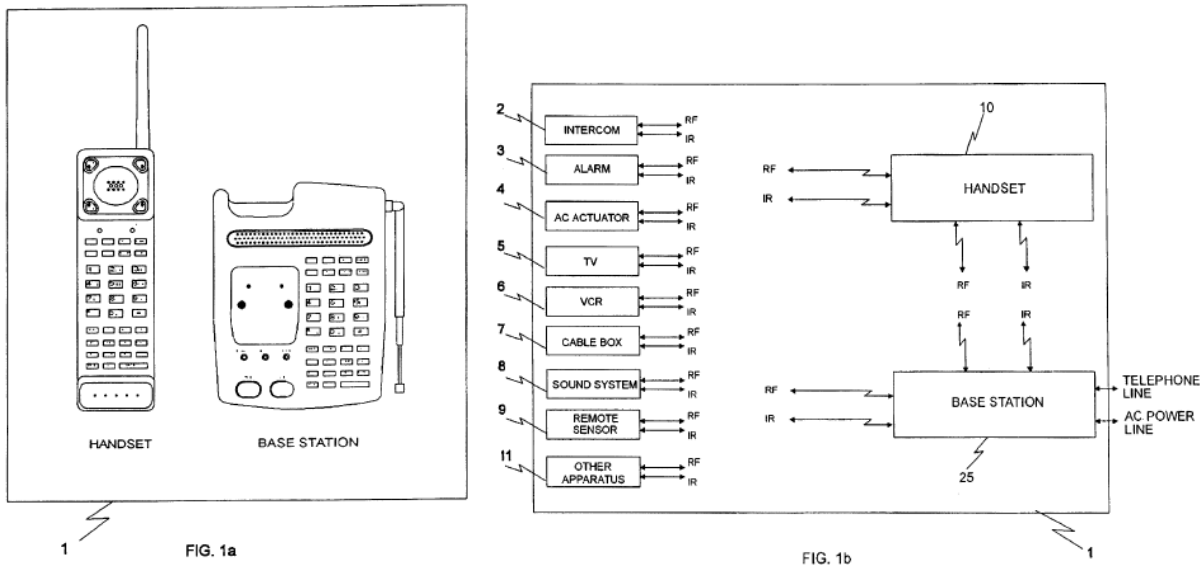 HANDSET
BASE STATION
1
FIG. 1a
2
INTERCOM
RF
IR
3
ALARM
RF
IR
4
AC ACTUATOR
RF
IR
5
TV
RF
IR
6
VCR
RF
IR
7
CABLE BOX
RF
IR
8
SOUND SYSTEM
RF
IR
9
REMOTE
SENSOR
RF
IR
11
OTHER
APPARATUS
RF
IR
10
RF
IR
HANDSET
RF
IR
RF
IR
RF
IR
BASE STATION
TELEPHONE
LINE
AC POWER
LINE
25
1
FIG. 1b